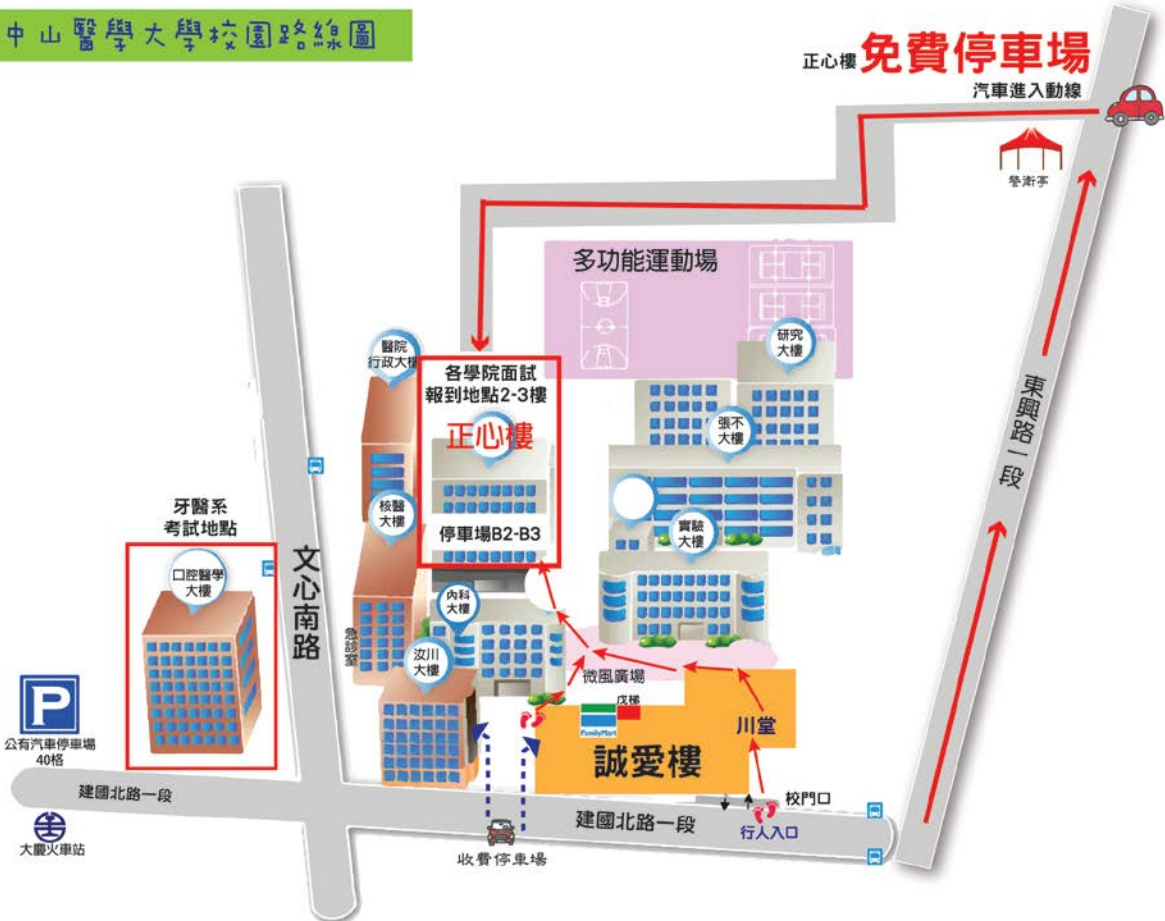 中山醫學大學校園路線圖
正心樓 免費停車場
汽車進入動線
警衛亭
多功能運動場
醫院
行政大樓
各學院面試
報到地點2-3樓
正心樓
研究
大樓
張不
大樓
東興路一段
牙醫系
考試地點
核醫
大樓
停車場B2-B3
實驗
大樓
口腔醫學
大樓
文心南路
內科
大樓
急診室
汝川
大樓
微風廣場
戊梯
FamilyMart
川堂
誠愛樓
P
公有汽車停車場
40格
建國北路一段
校門口
建國北路一段
行人入口
大慶火車站
收費停車場